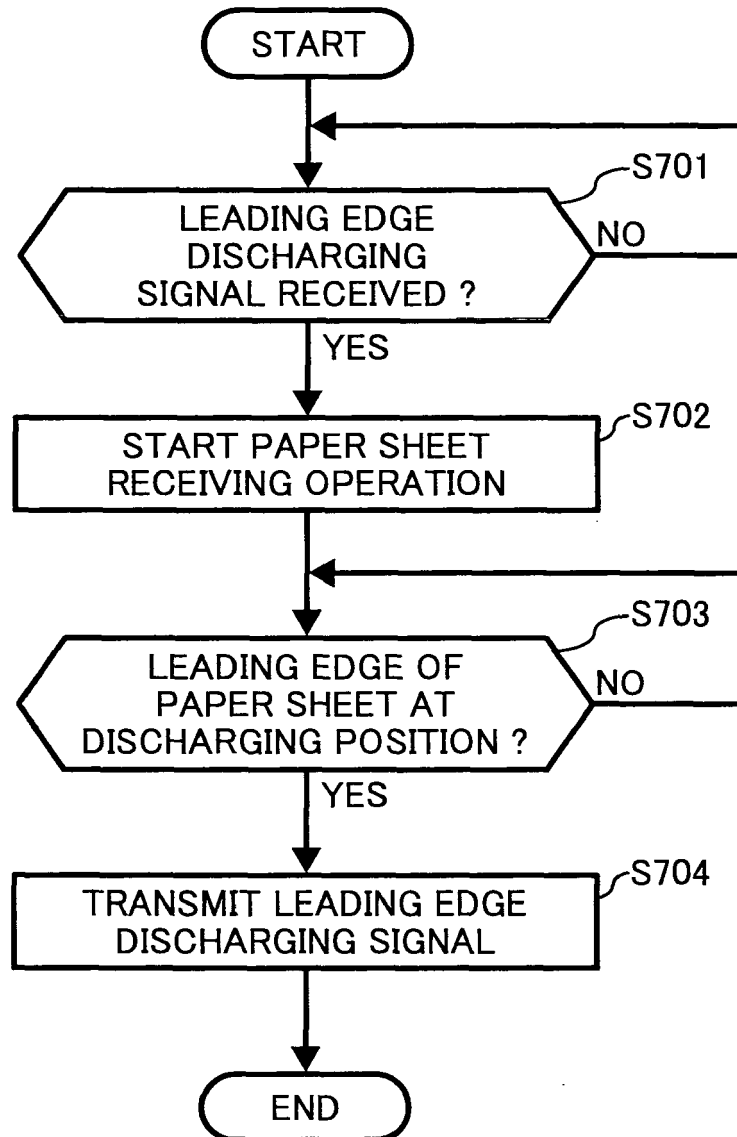 START
S701
LEADING EDGE
DISCHARGING
SIGNAL RECEIVED ?
NO
YES
S702
START PAPER SHEET
RECEIVING OPERATION
S703
LEADING EDGE OF
PAPER SHEET AT
DISCHARGING POSITION ?
NO
YES
S704
TRANSMIT LEADING EDGE
DISCHARGING SIGNAL
END